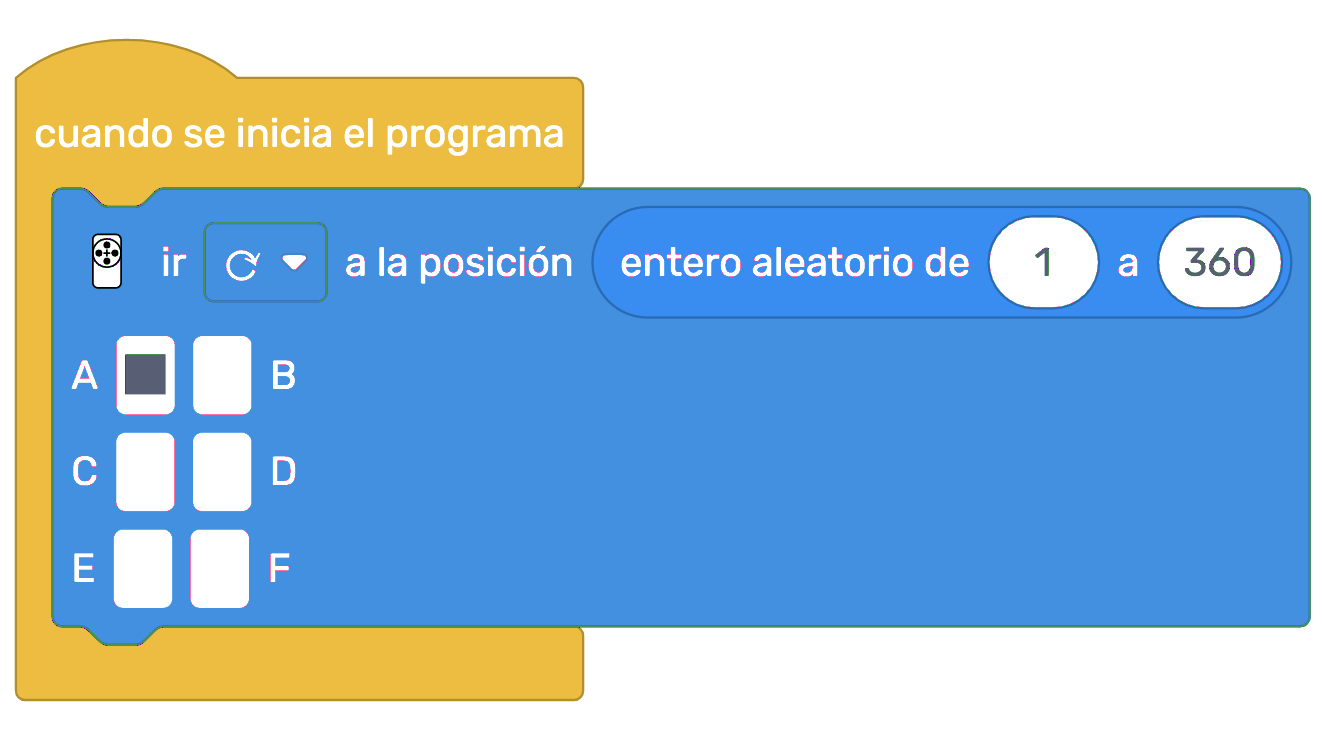 cuando se inicia el programa
ir a la posición entero aleatorio de 1 a 360
A B
C D
E F